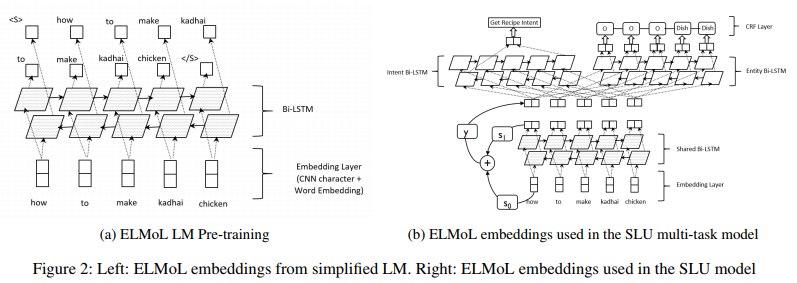 <S> how to make kadhai
to make kadhai chicken </S>
Bi-LSTM
Embedding Layer
(CNN character +
Word Embedding)
how to make kadhai chicken
(a) ELMoL LM Pre-training
Get Recipe Intent
O O O Dish Dish
CRF Layer
Intent Bi-LSTM
Entity Bi-LSTM
y
s1
+
Shared Bi-LSTM
Embedding Layer
s0
how to make kadhai chicken
(b) ELMoL embeddings used in the SLU multi-task model
Figure 2: Left: ELMoL embeddings from simplified LM. Right: ELMoL embeddings used in the SLU model